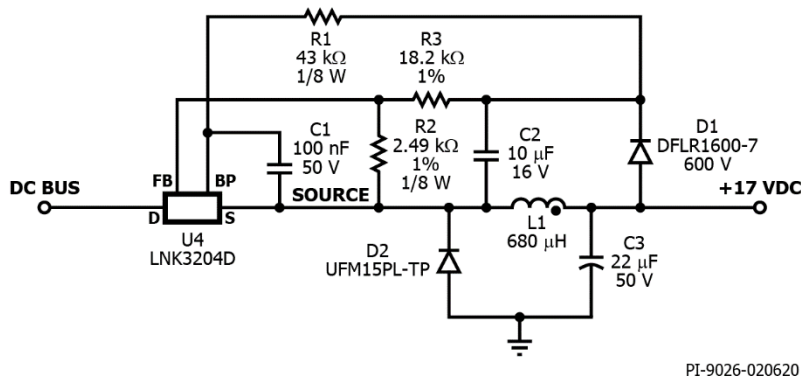 R1
43 kΩ
1/8 W
R3
18.2 kΩ
1%
C1
100 nF
50 V
R2
2.49 kΩ
1%
1/8 W
C2
10 µF
16 V
D1
DFLR1600-7
600 V
DC BUS
FB
BP
D
S
SOURCE
+17 VDC
U4
LNK3204D
D2
UFM15PL-TP
L1
680 µH
C3
22 µF
50 V
PI-9026-020620